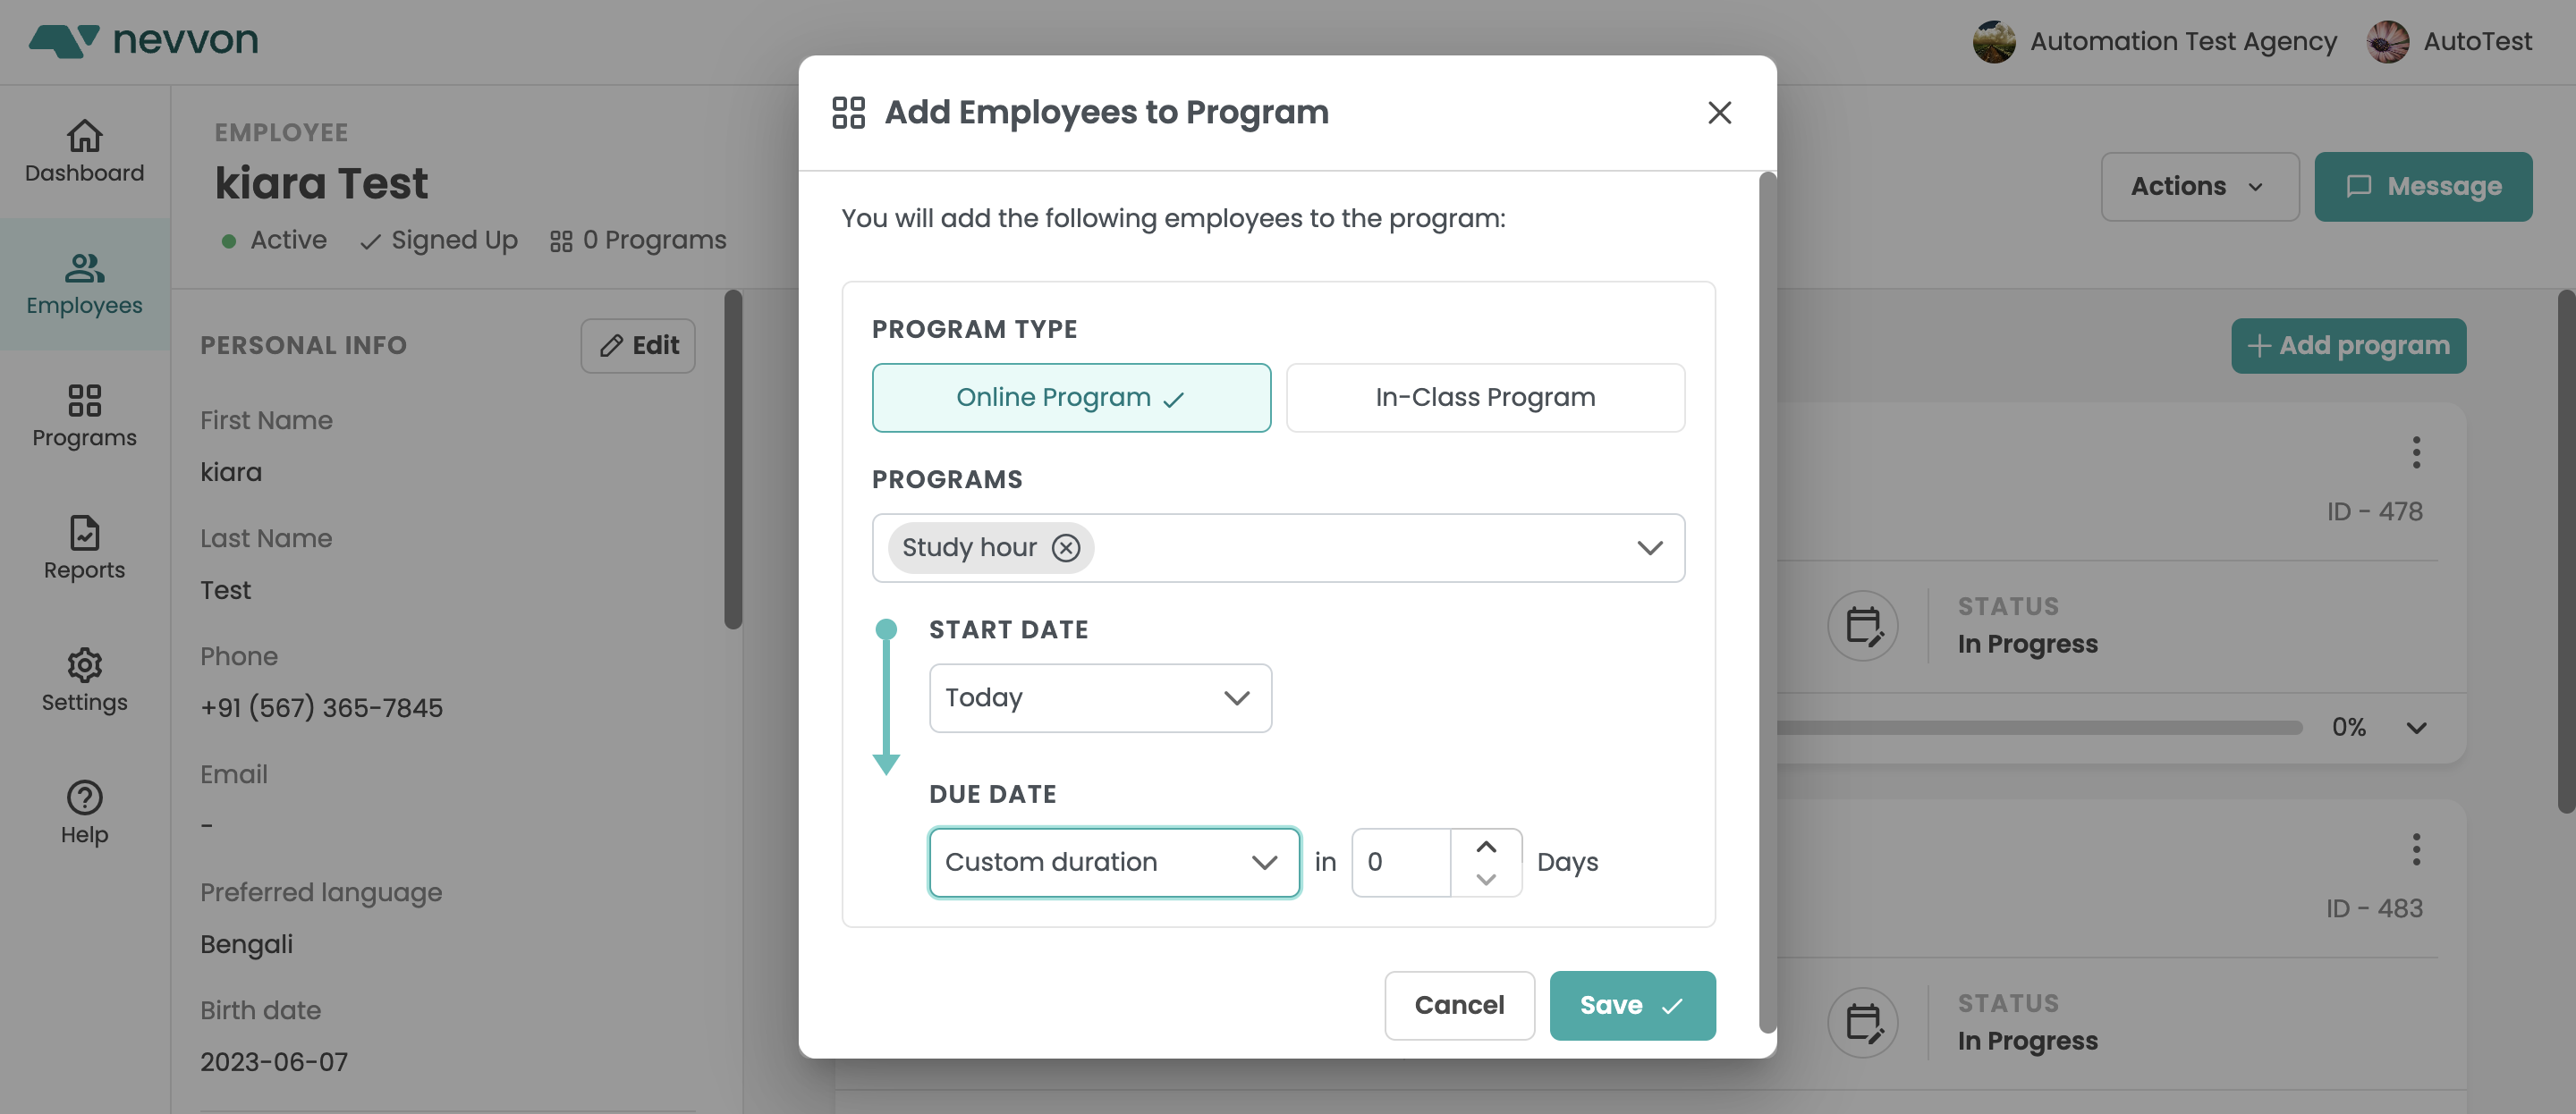 nevvon
Automation Test Agency
AutoTest
Dashboard
Employees
Programs
Reports
Settings
Help
EMPLOYEE
kiara Test
Active
Signed Up
0 Programs
Actions
Message
PERSONAL INFO
Edit
First Name
kiara
Last Name
Test
Phone
+91 (567) 365-7845
Email
-
Preferred language
Bengali
Birth date
2023-06-07
Add Employees to Program
You will add the following employees to the program:
PROGRAM TYPE
Online Program
In-Class Program
PROGRAMS
Study hour
START DATE
Today
DUE DATE
Custom duration in 0 Days
Cancel
Save
Add program
ID - 478
STATUS
In Progress
0%
ID - 483
STATUS
In Progress